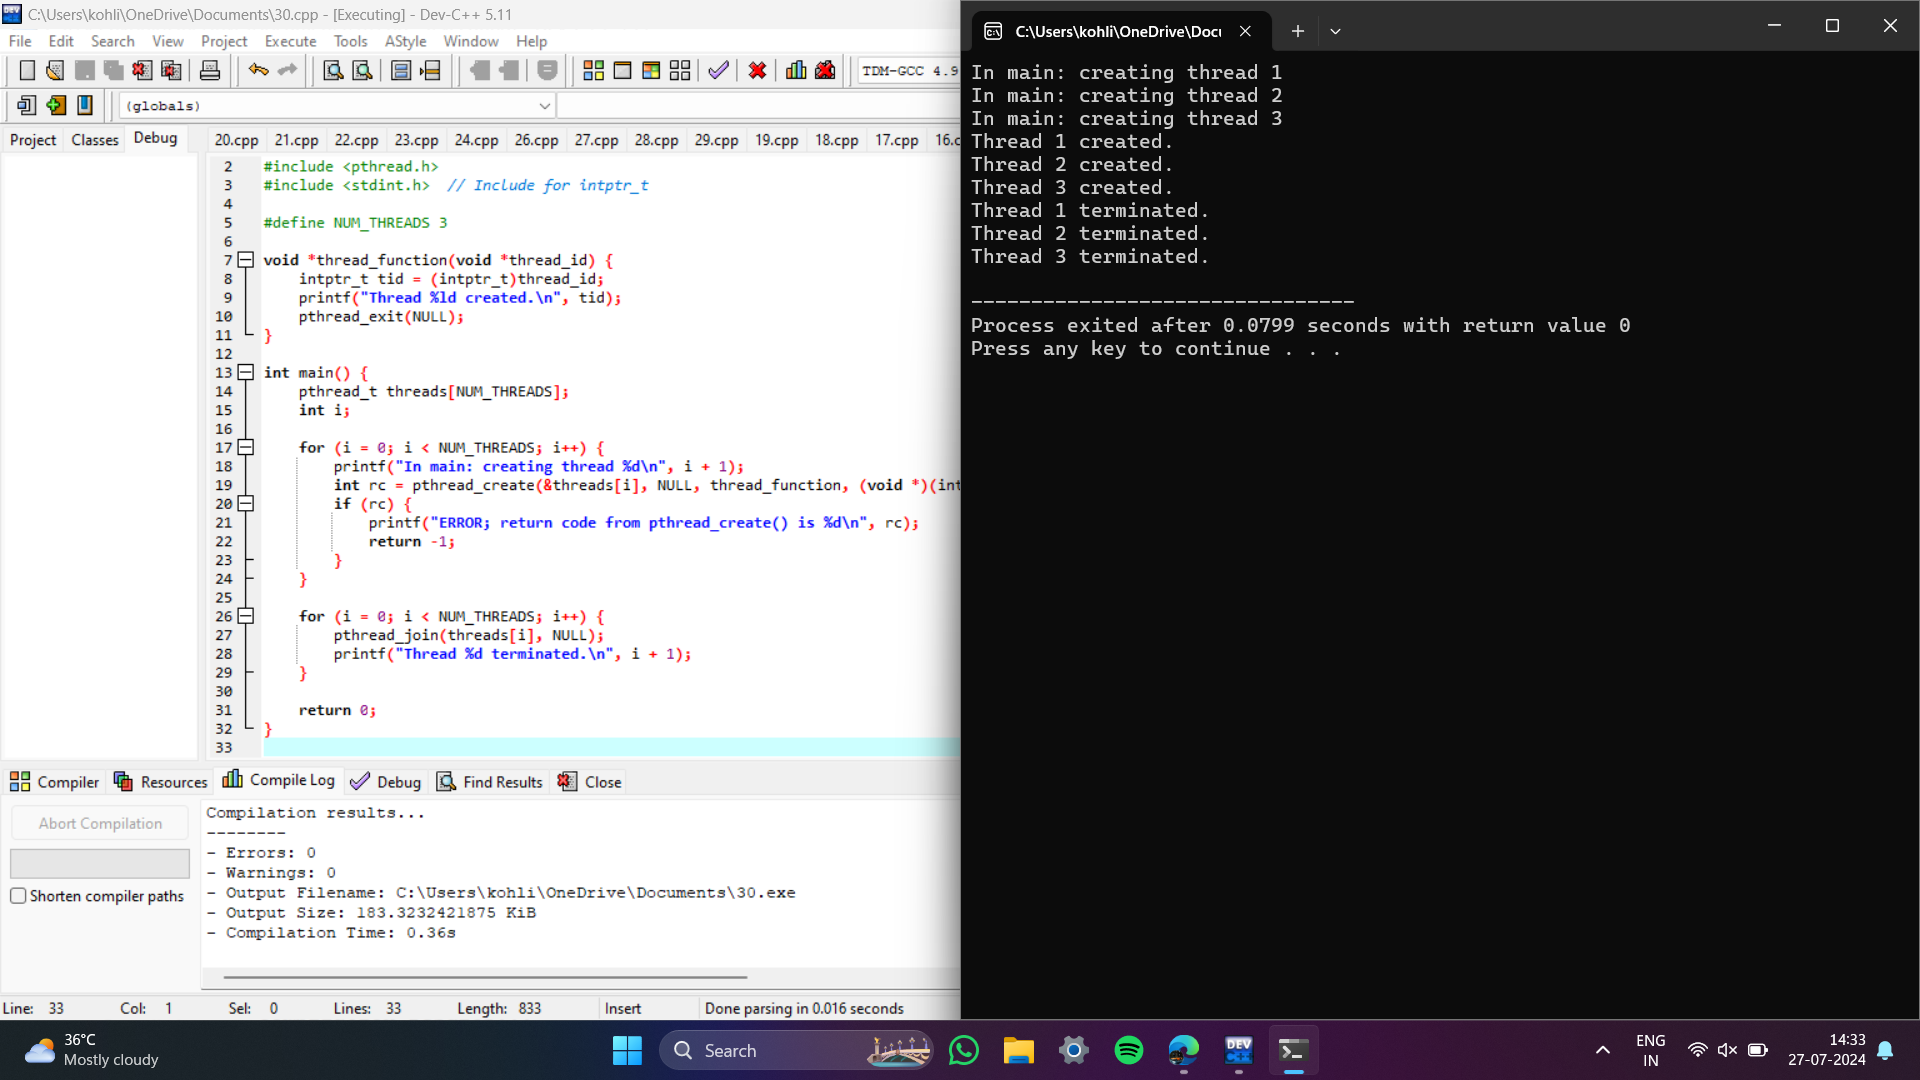 C:\Users\kohli\OneDrive\Documents\30.cpp - [Executing] - Dev-C++ 5.11
File Edit Search View Project Execute Tools AStyle Window Help
TDM-GCC 4.9
(globals)
Project Classes Debug
20.cpp 21.cpp 22.cpp 23.cpp 24.cpp 26.cpp 27.cpp 28.cpp 29.cpp 19.cpp 18.cpp 17.cpp 16.c
2 #include <pthread.h>
3 #include <stdint.h>  // Include for intptr_t
4
5 #define NUM_THREADS 3
6
7 void *thread_function(void *thread_id) {
8     intptr_t tid = (intptr_t)thread_id;
9     printf("Thread %ld created.\n", tid);
10     pthread_exit(NULL);
11 }
12
13 int main() {
14     pthread_t threads[NUM_THREADS];
15     int i;
16
17     for (i = 0; i < NUM_THREADS; i++) {
18         printf("In main: creating thread %d\n", i + 1);
19         int rc = pthread_create(&threads[i], NULL, thread_function, (void *)(int
20         if (rc) {
21             printf("ERROR; return code from pthread_create() is %d\n", rc);
22             return -1;
23         }
24     }
25
26     for (i = 0; i < NUM_THREADS; i++) {
27         pthread_join(threads[i], NULL);
28         printf("Thread %d terminated.\n", i + 1);
29     }
30
31     return 0;
32 }
33
Compiler Resources Compile Log Debug Find Results Close
Abort Compilation
Shorten compiler paths
Compilation results...
--------
- Errors: 0
- Warnings: 0
- Output Filename: C:\Users\kohli\OneDrive\Documents\30.exe
- Output Size: 183.3232421875 KiB
- Compilation Time: 0.36s
Line: 33 Col: 1 Sel: 0 Lines: 33 Length: 833 Insert Done parsing in 0.016 seconds
C:\Users\kohli\OneDrive\Docu
In main: creating thread 1
In main: creating thread 2
In main: creating thread 3
Thread 1 created.
Thread 2 created.
Thread 3 created.
Thread 1 terminated.
Thread 2 terminated.
Thread 3 terminated.
--------------------------------
Process exited after 0.0799 seconds with return value 0
Press any key to continue . . .
36°C
Mostly cloudy
Search
DEV
C++
ENG
IN
14:33
27-07-2024